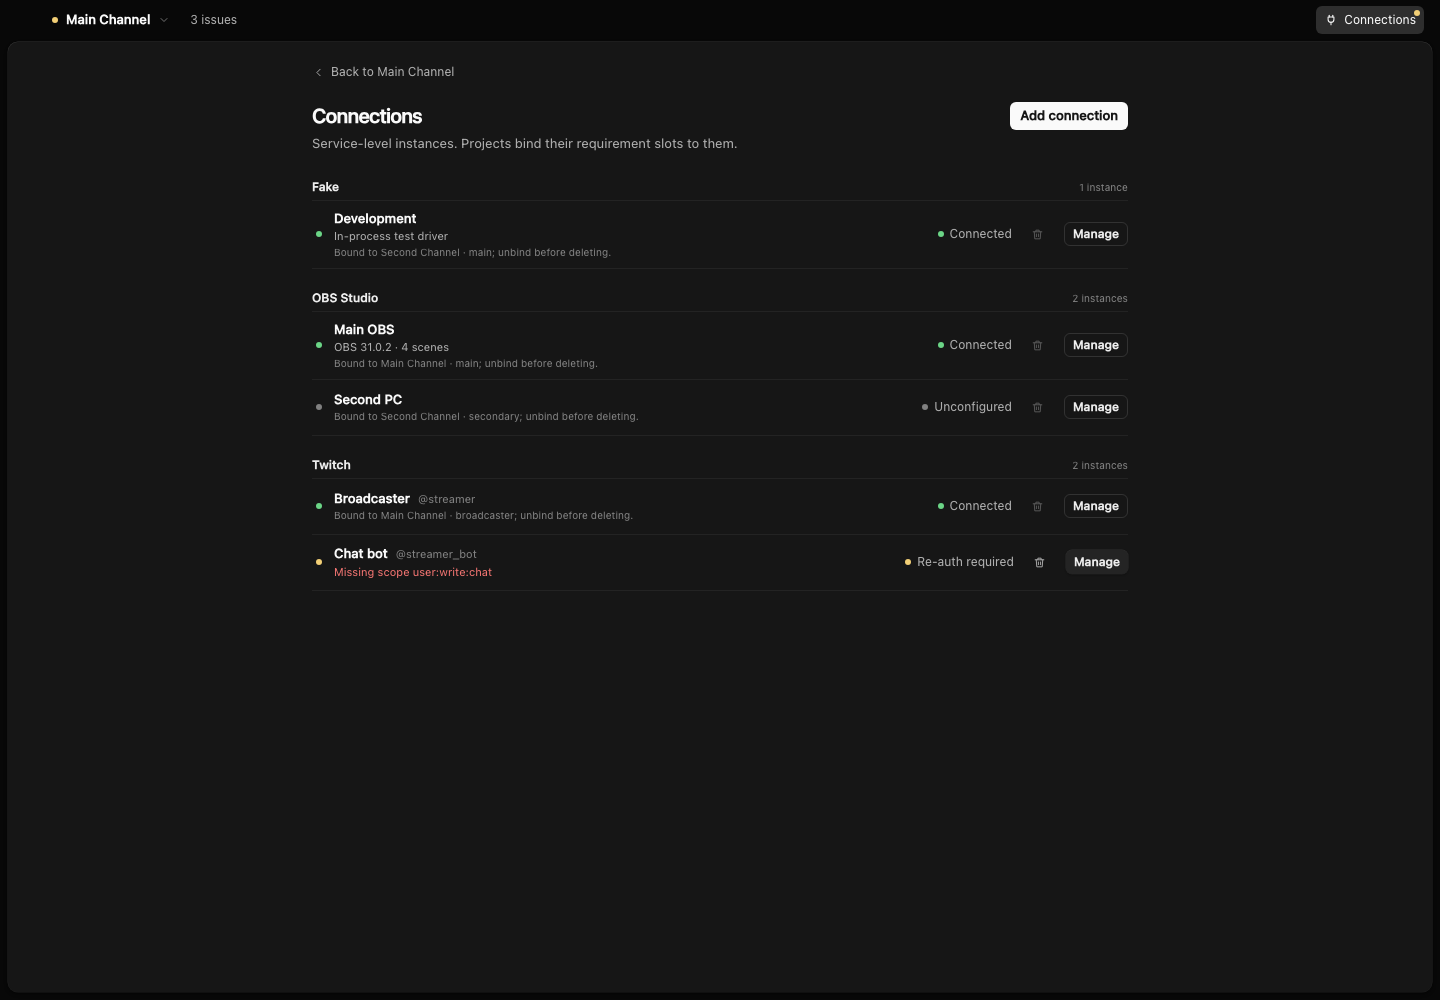 Main Channel
3 issues
Connections
Back to Main Channel
Connections
Add connection
Service-level instances. Projects bind their requirement slots to them.
Fake
1 instance
Development
In-process test driver
Bound to Second Channel · main; unbind before deleting.
Connected
Manage
OBS Studio
2 instances
Main OBS
OBS 31.0.2 · 4 scenes
Bound to Main Channel · main; unbind before deleting.
Connected
Manage
Second PC
Bound to Second Channel · secondary; unbind before deleting.
Unconfigured
Manage
Twitch
2 instances
Broadcaster @streamer
Bound to Main Channel · broadcaster; unbind before deleting.
Connected
Manage
Chat bot @streamer_bot
Missing scope user:write:chat
Re-auth required
Manage